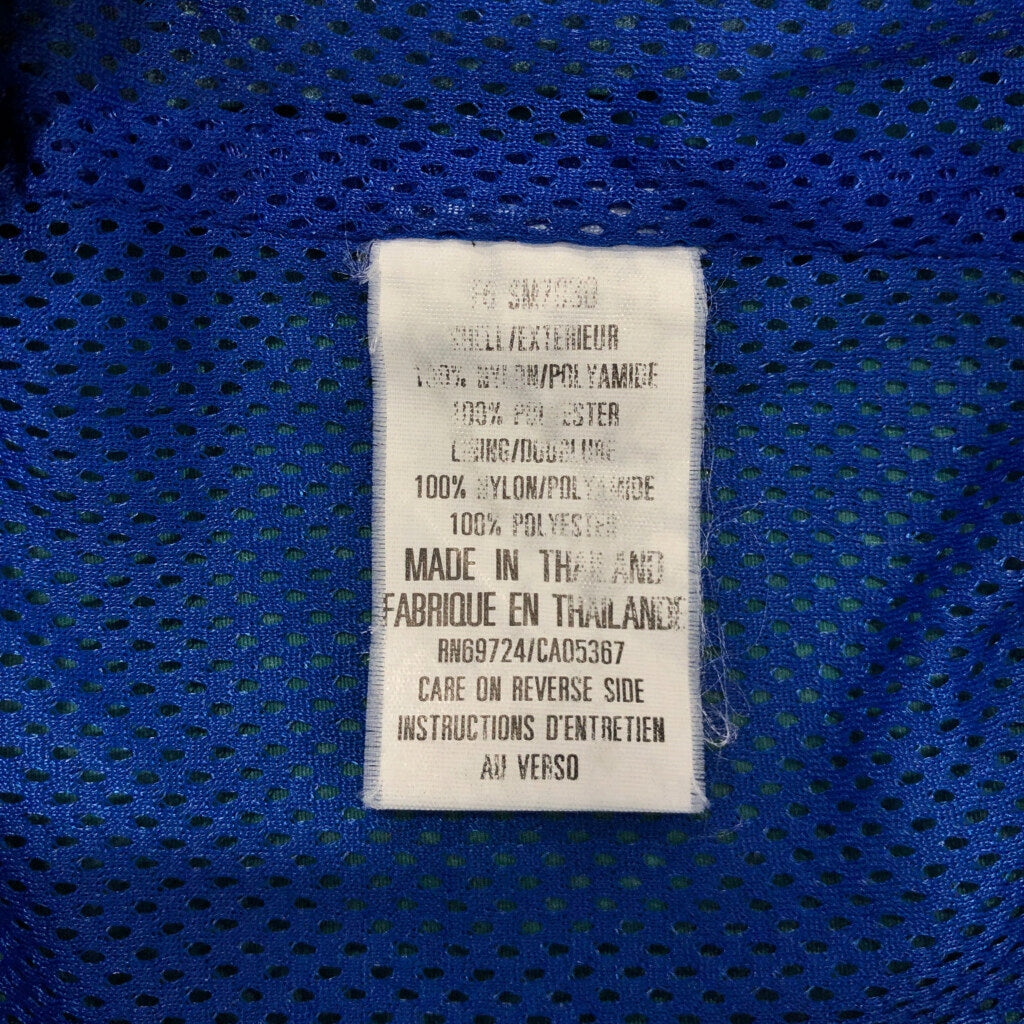 SHELL/EXTERIEUR
100% NYLON/POLYAMIDE
100% POLYESTER
LINING/DOUBLURE
100% NYLON/POLYAMIDE
100% POLYESTER
MADE IN THAILAND
FABRIQUE EN THAILANDE
RN69724/CA05367
CARE ON REVERSE SIDE
INSTRUCTIONS D'ENTRETIEN
AU VERSO